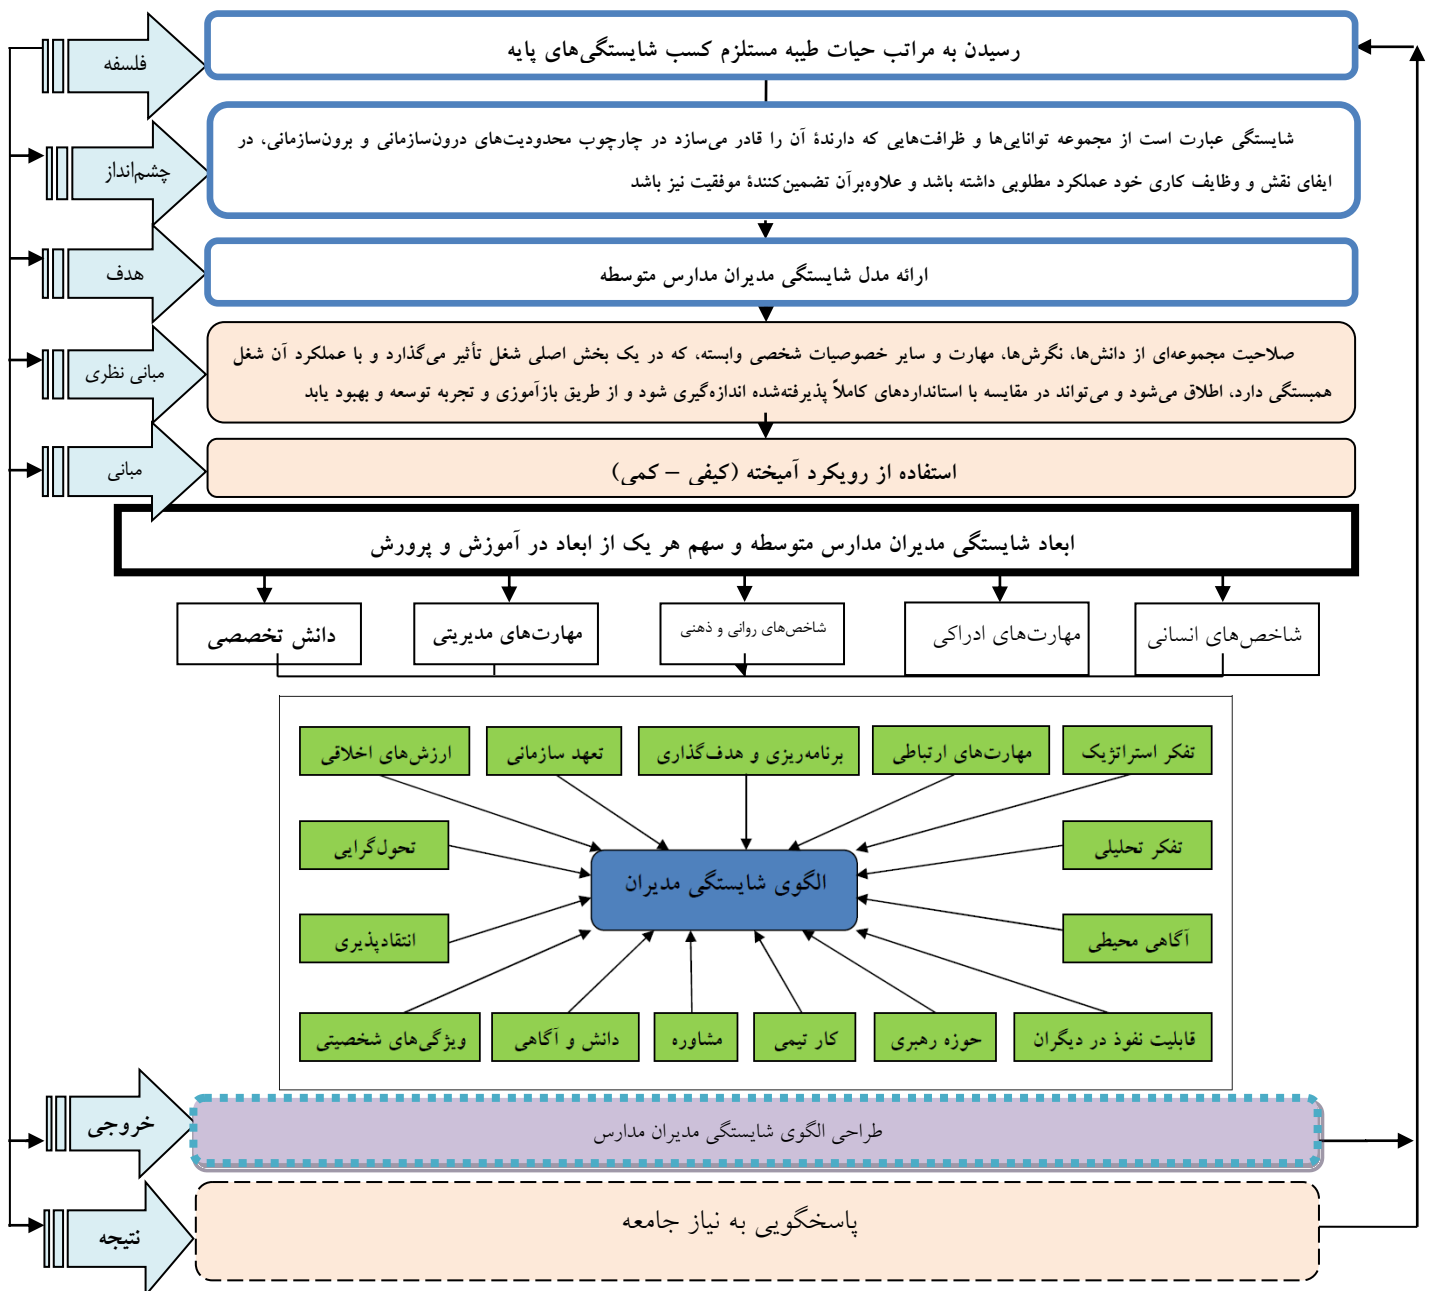 فلسفه
رسیدن به مراتب حیات طیبه مستلزم کسب شایستگی‌های پایه
چشم‌انداز
شایستگی عبارت است از مجموعه توانایی‌ها و ظرافت‌هایی که دارندۀ آن را قادر می‌سازد در چارچوب محدودیت‌های درون‌سازمانی و برون‌سازمانی، در
ایفای نقش و وظایف کاری خود عملکرد مطلوبی داشته باشد و علاوه‌برآن تضمین‌کنندۀ موفقیت نیز باشد
هدف
ارائه مدل شایستگی مدیران مدارس متوسطه
مبانی نظری
صلاحیت مجموعه‌ای از دانش‌ها، نگرش‌ها، مهارت و سایر خصوصیات شخصی وابسته، که در یک بخش اصلی شغل تأثیر می‌گذارد و با عملکرد آن شغل
همبستگی دارد، اطلاق می‌شود و می‌تواند در مقایسه با استانداردهای کاملاً پذیرفته‌شده اندازه‌گیری شود و از طریق بازآموزی و تجربه توسعه و بهبود یابد
مبانی
استفاده از رویکرد آمیخته (کیفی – کمی)
ابعاد شایستگی مدیران مدارس متوسطه و سهم هر یک از ابعاد در آموزش و پرورش
شاخص‌های انسانی
مهارت‌های ادراکی
شاخص‌های روانی و ذهنی
مهارت‌های مدیریتی
دانش تخصصی
تفکر استراتژیک
مهارت‌های ارتباطی
برنامه‌ریزی و هدف‌گذاری
تعهد سازمانی
ارزش‌های اخلاقی
تفکر تحلیلی
تحول‌گرایی
الگوی شایستگی مدیران
آگاهی محیطی
انتقادپذیری
قابلیت نفوذ در دیگران
حوزه رهبری
کار تیمی
مشاوره
دانش و آگاهی
ویژگی‌های شخصیتی
خروجی
طراحی الگوی شایستگی مدیران مدارس
نتیجه
پاسخگویی به نیاز جامعه